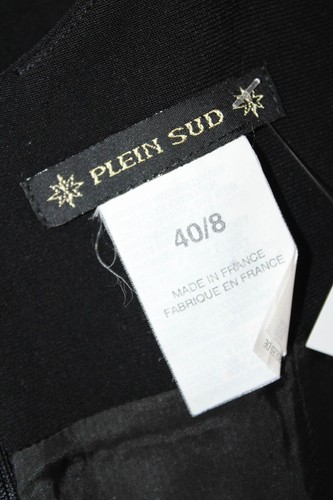 PLEIN SUD
40/8
MADE IN FRANCE
FABRIQUE EN FRANCE